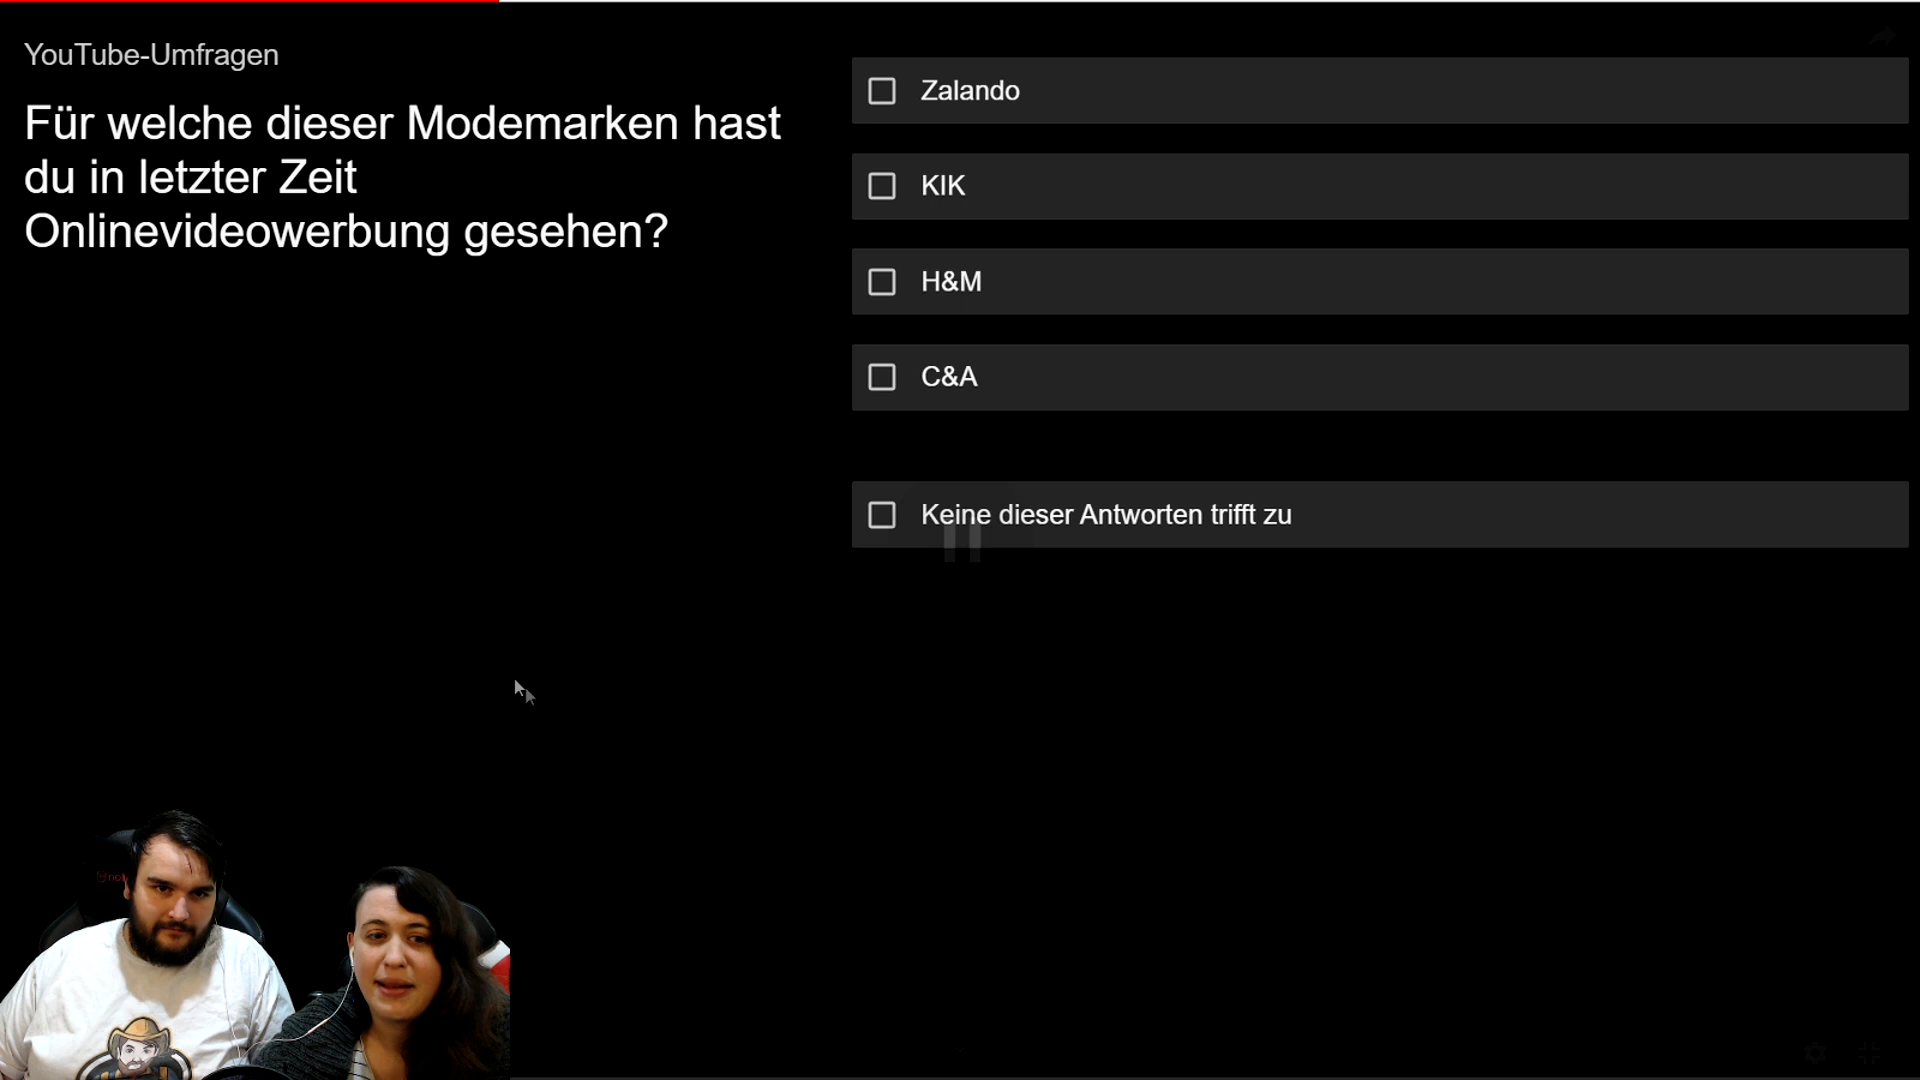 YouTube-Umfragen
Für welche dieser Modemarken hast
du in letzter Zeit
Onlinevideowerbung gesehen?
Zalando
KIK
H&M
C&A
Keine dieser Antworten trifft zu